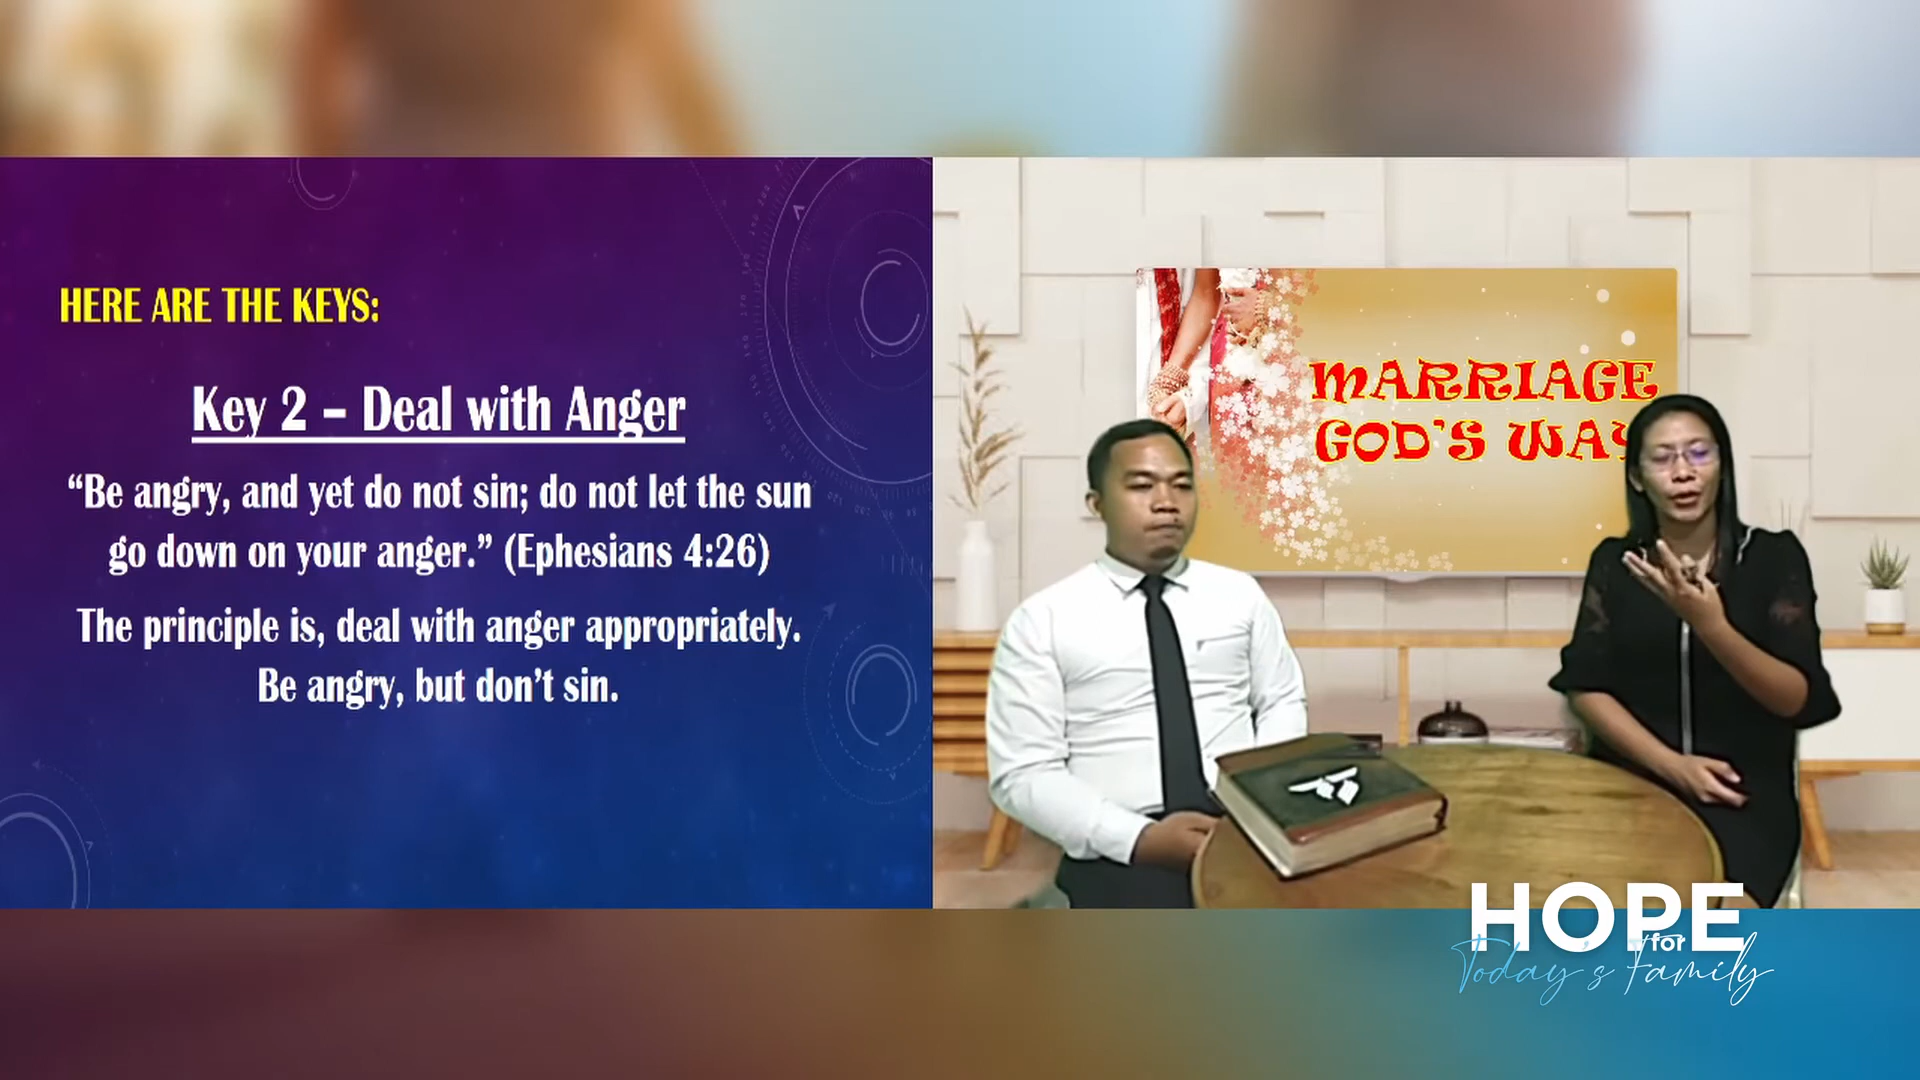 HERE ARE THE KEYS:
Key 2 – Deal with Anger
“Be angry, and yet do not sin; do not let the sun
go down on your anger.” (Ephesians 4:26)
The principle is, deal with anger appropriately.
Be angry, but don’t sin.
MARRIAGE
GOD'S WAY
HOPE
for
Today's Family